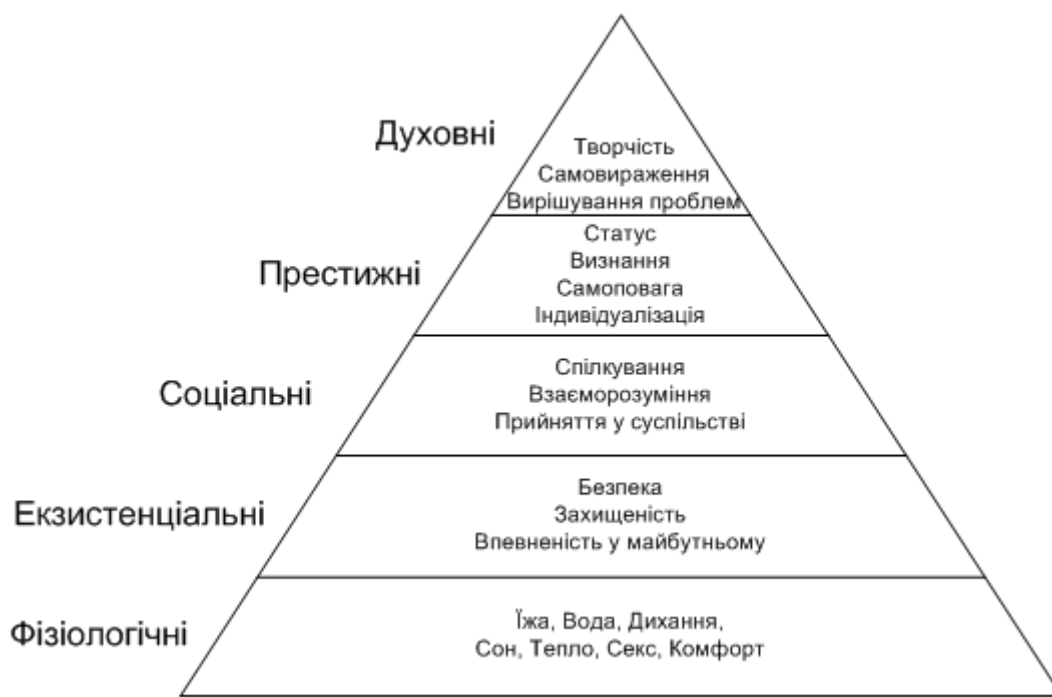 Духовні
Творчість
Самовираження
Вирішування проблем
Престижні
Статус
Визнання
Самоповага
Індивідуалізація
Соціальні
Спілкування
Взаєморозуміння
Прийняття у суспільстві
Екзистенціальні
Безпека
Захищеність
Впевненість у майбутньому
Фізіологічні
Їжа, Вода, Дихання,
Сон, Тепло, Секс, Комфорт